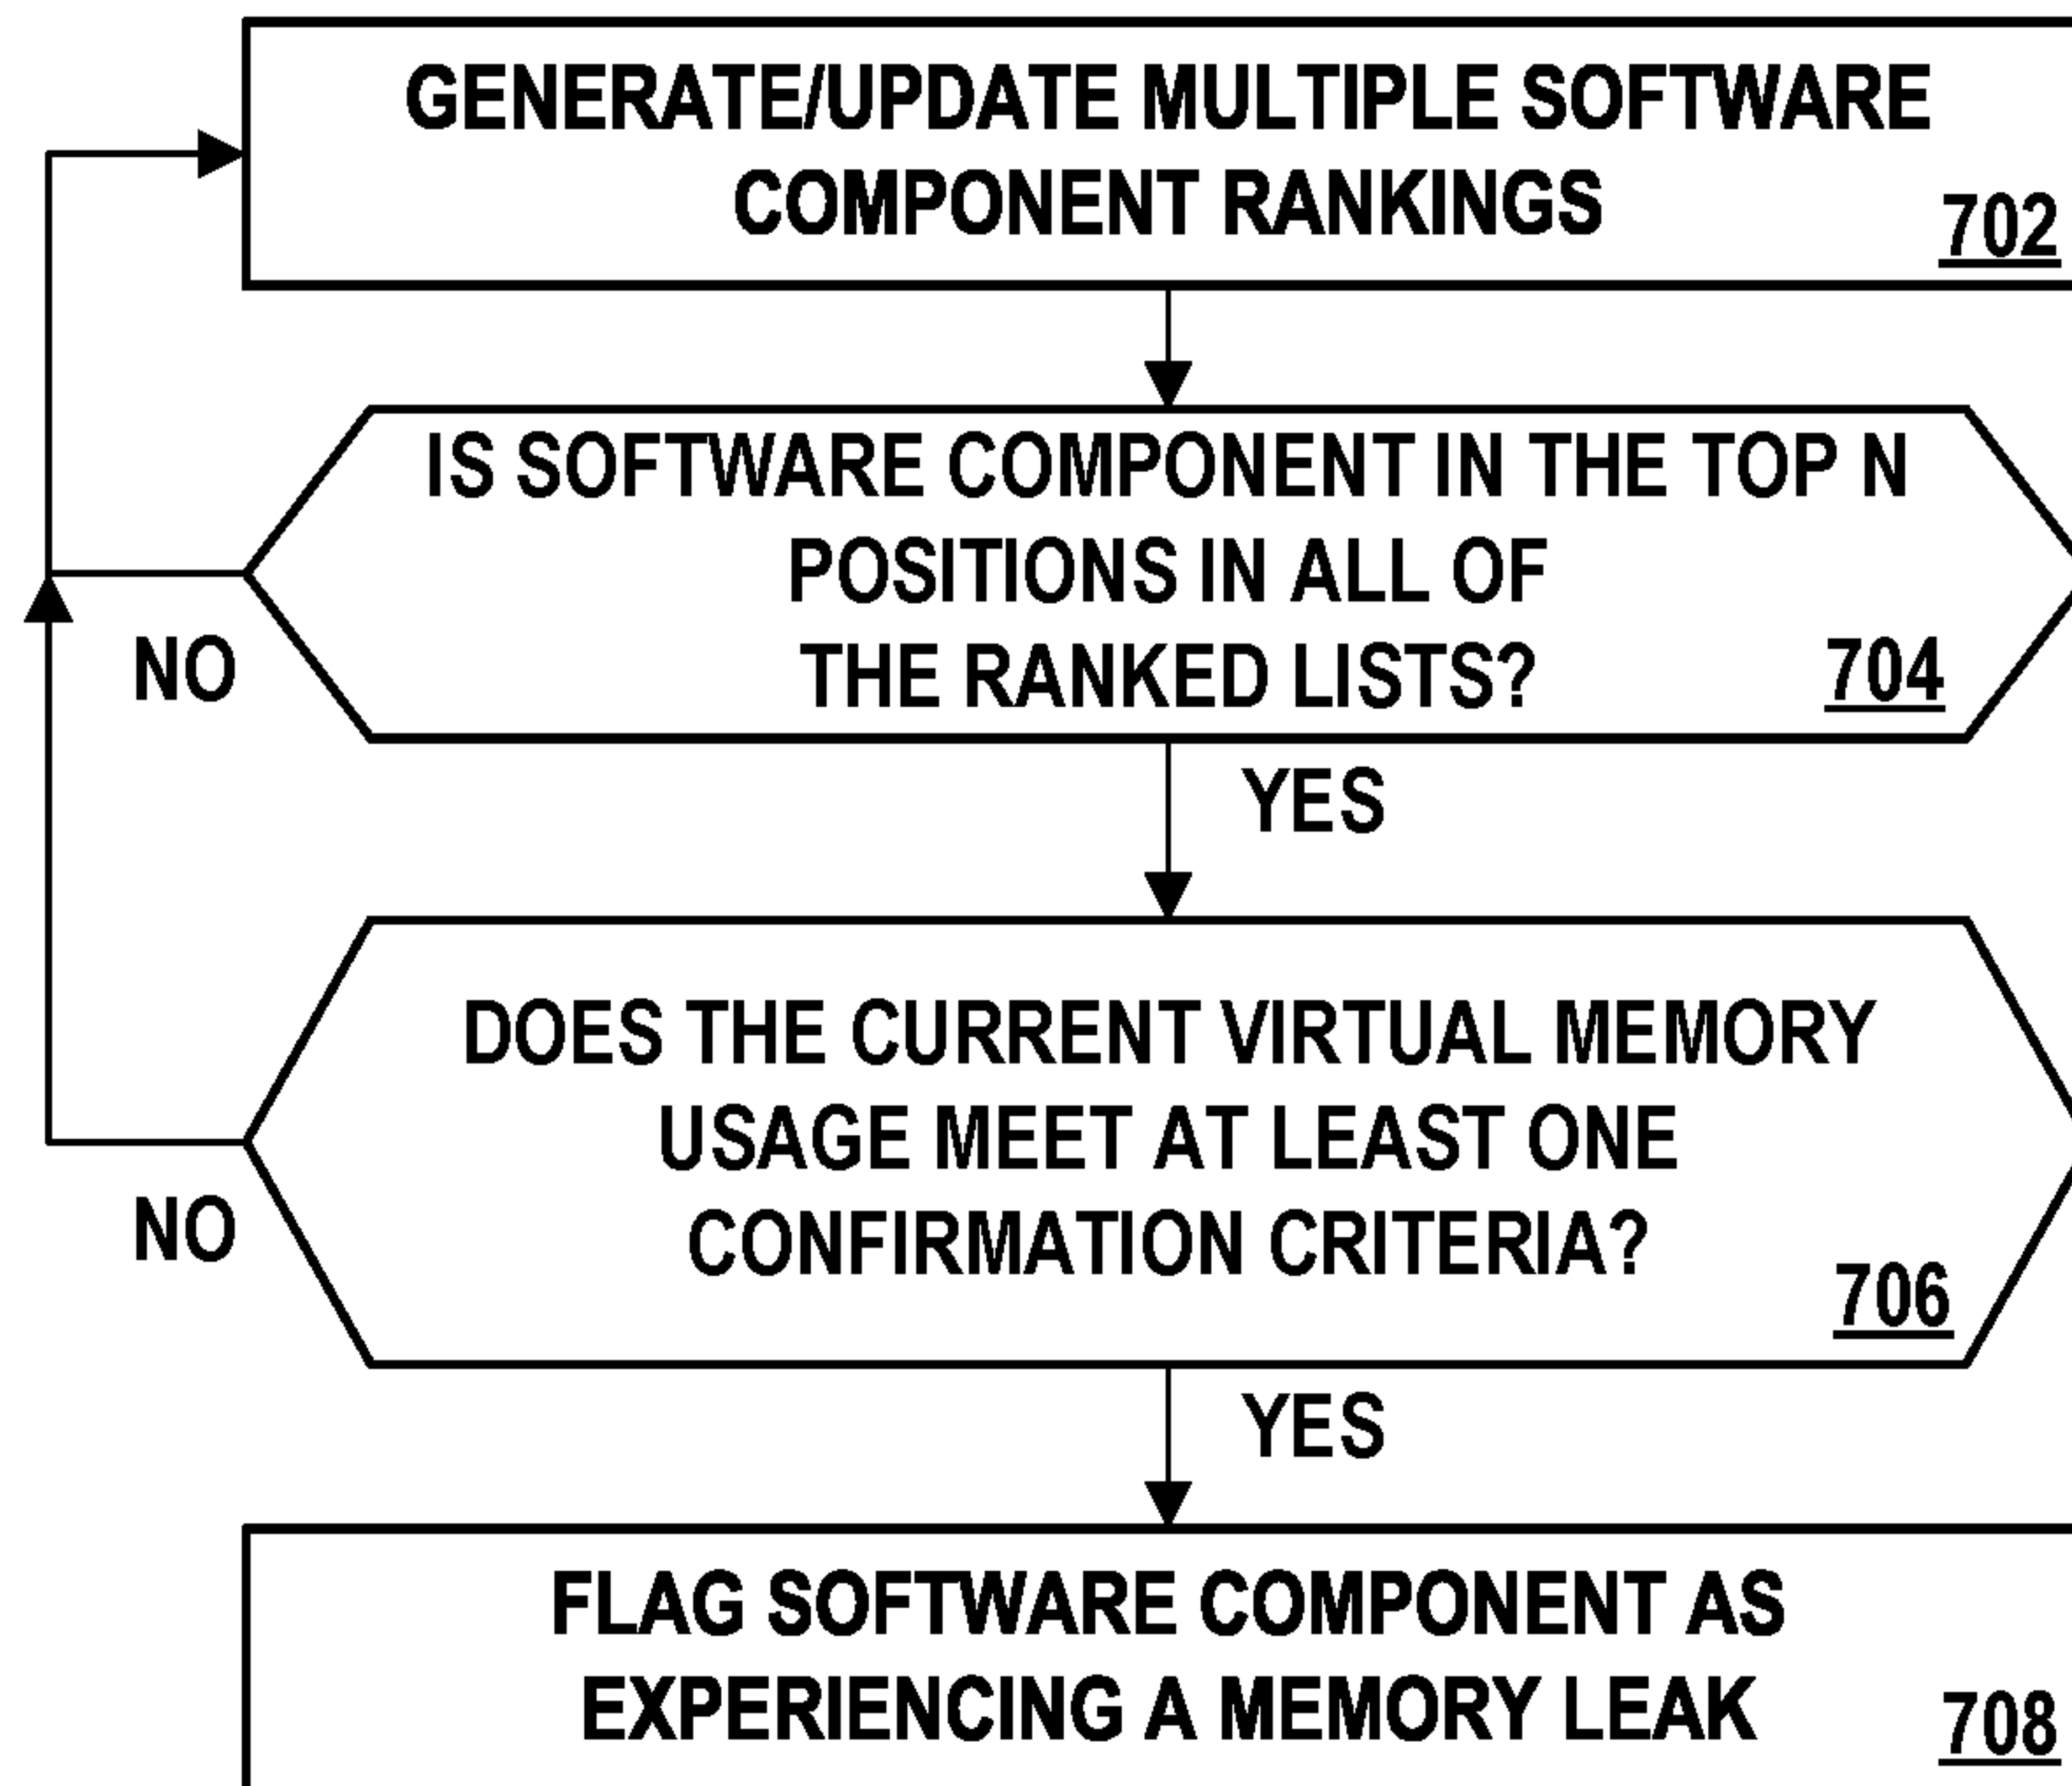 GENERATE/UPDATE MULTIPLE SOFTWARE
COMPONENT RANKINGS
702
IS SOFTWARE COMPONENT IN THE TOP N
POSITIONS IN ALL OF
THE RANKED LISTS?
704
NO
YES
DOES THE CURRENT VIRTUAL MEMORY
USAGE MEET AT LEAST ONE
CONFIRMATION CRITERIA?
706
NO
YES
FLAG SOFTWARE COMPONENT AS
EXPERIENCING A MEMORY LEAK
708